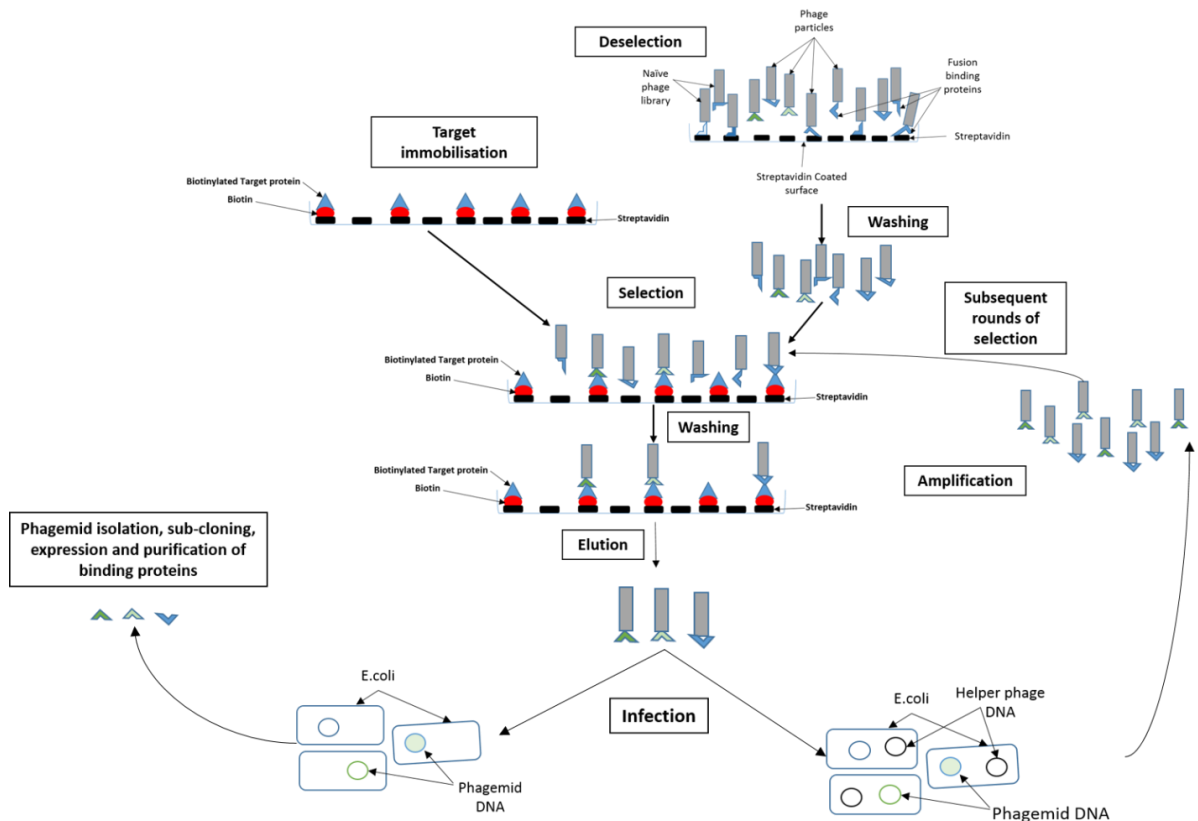 Deselection
Phage
particles
Naïve
phage
library
Fusion
binding
proteins
Streptavidin
Streptavidin Coated
surface
Target
immobilisation
Biotinylated Target protein
Biotin
Streptavidin
Washing
Selection
Subsequent
rounds of
selection
Biotinylated Target protein
Biotin
Streptavidin
Washing
Biotinylated Target protein
Biotin
Streptavidin
Amplification
Elution
Phagemid isolation, sub-cloning,
expression and purification of
binding proteins
E.coli
Phagemid
DNA
Infection
E.coli
Helper phage
DNA
Phagemid DNA